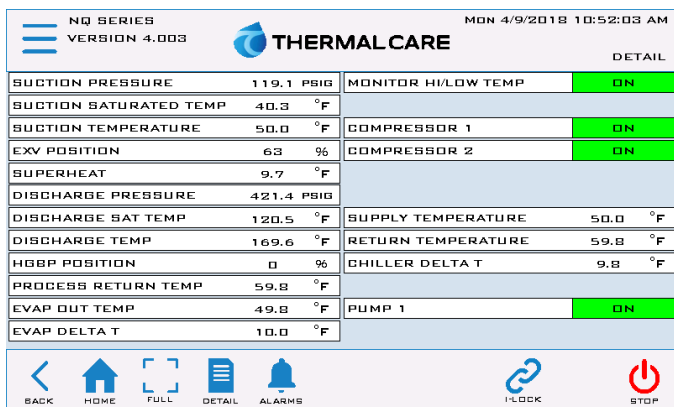 NQ SERIES
VERSION 4.003
THERMALCARE
MON 4/9/2018 10:52:03 AM
DETAIL
SUCTION PRESSURE 119.1 PSIG
SUCTION SATURATED TEMP 40.3 °F
SUCTION TEMPERATURE 50.0 °F
EXV POSITION 63 %
SUPERHEAT 9.7 °F
DISCHARGE PRESSURE 421.4 PSIG
DISCHARGE SAT TEMP 120.5 °F
DISCHARGE TEMP 169.6 °F
HGBP POSITION 0 %
PROCESS RETURN TEMP 59.8 °F
EVAP OUT TEMP 49.8 °F
EVAP DELTA T 10.0 °F
MONITOR HI/LOW TEMP ON
COMPRESSOR 1 ON
COMPRESSOR 2 ON
SUPPLY TEMPERATURE 50.0 °F
RETURN TEMPERATURE 59.8 °F
CHILLER DELTA T 9.8 °F
PUMP 1 ON
BACK HOME FULL DETAIL ALARMS I-LOCK STOP